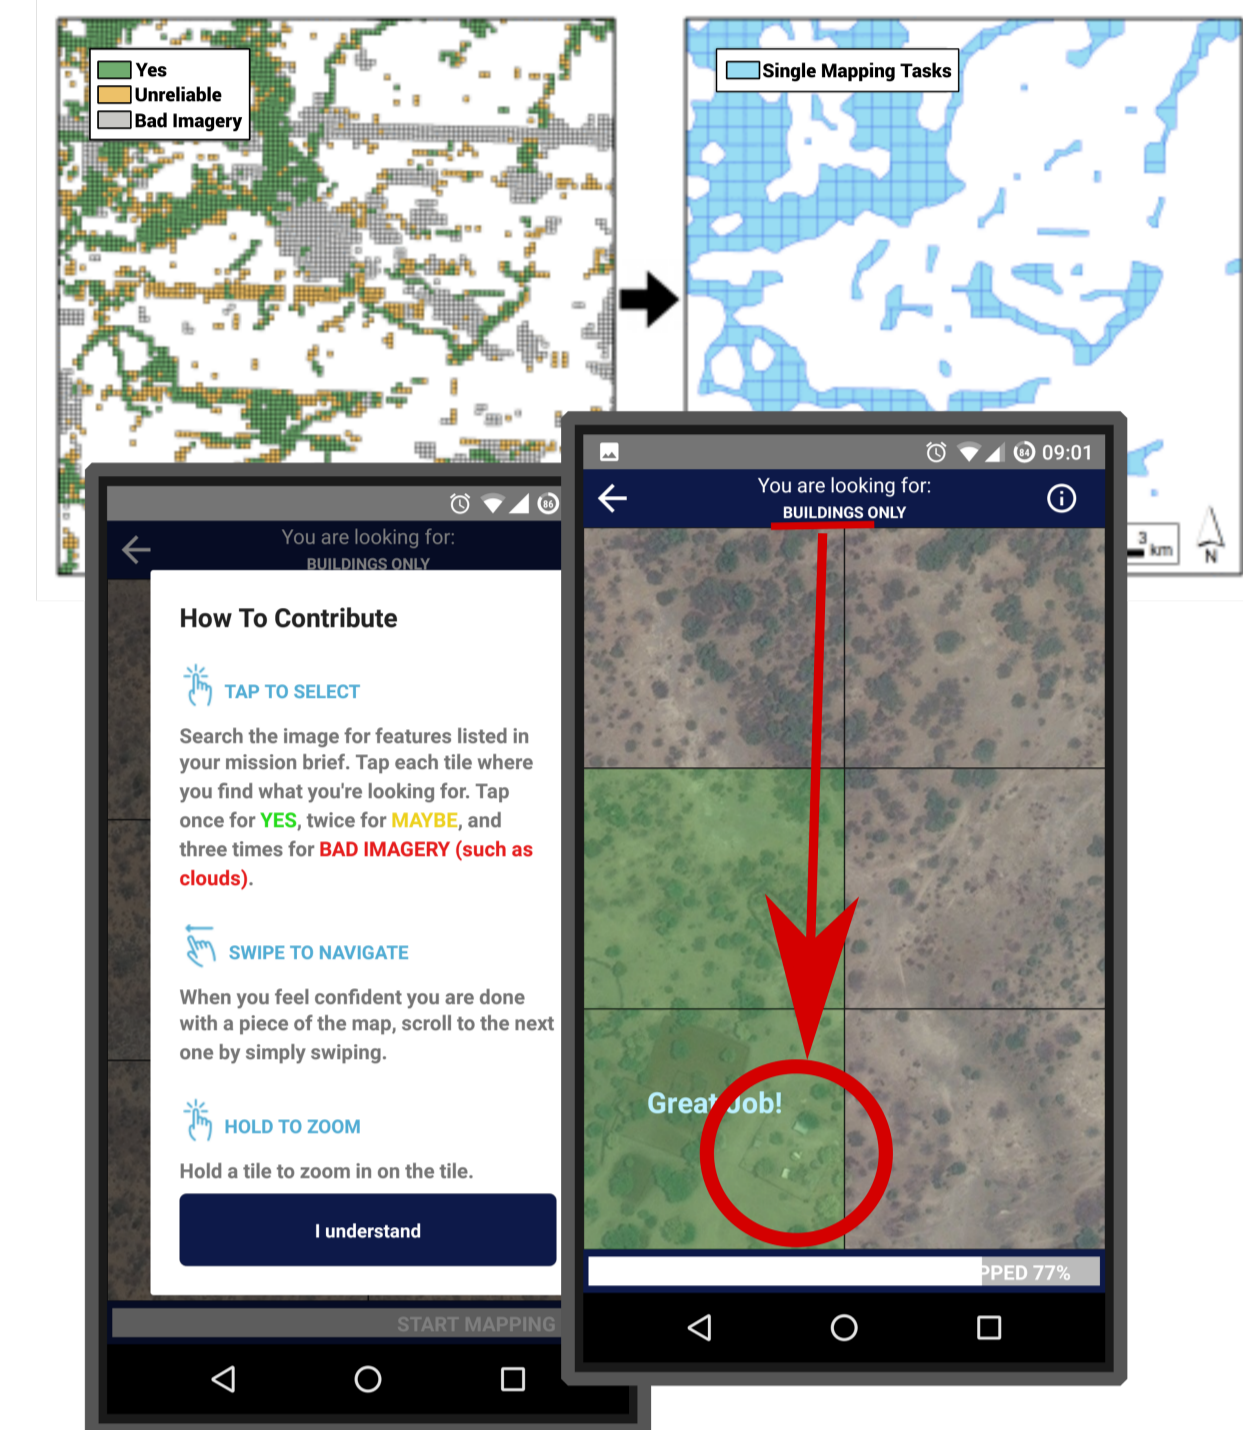 Yes
Unreliable
Bad Imagery
Single Mapping Tasks
3
km
N
86
You are looking for:
BUILDINGS ONLY
How To Contribute
TAP TO SELECT
Search the image for features listed in
your mission brief. Tap each tile where
you find what you're looking for. Tap
once for YES, twice for MAYBE, and
three times for BAD IMAGERY (such as
clouds).
SWIPE TO NAVIGATE
When you feel confident you are done
with a piece of the map, scroll to the next
one by simply swiping.
HOLD TO ZOOM
Hold a tile to zoom in on the tile.
I understand
START MAPPING
84 09:01
You are looking for:
BUILDINGS ONLY
Great Job!
PPED 77%